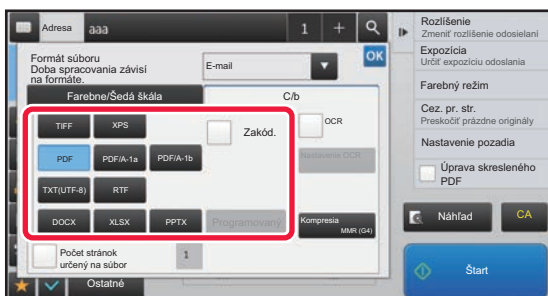 Adresa
aaa
1
+
Formát súboru
Doba spracovania závisí
na formáte.
E-mail
OK
Farebne/Šedá škála
C/b
TIFF
XPS
PDF
PDF/A-1a
PDF/A-1b
TXT(UTF-8)
RTF
DOCX
XLSX
PPTX
Zakód.
Programovaný
OCR
Nastavenie OCR
Kompresia
MMR (G4)
Počet stránok
určený na súbor
1
Ostatné
Rozlíšenie
Zmeniť rozlíšenie odosielaní
Expozícia
Určiť expozíciu odoslania
Farebný režim
Cez. pr. str.
Preskočiť prázdne originály
Nastavenie pozadia
Úprava skresleného
PDF
Náhľad
CA
Štart